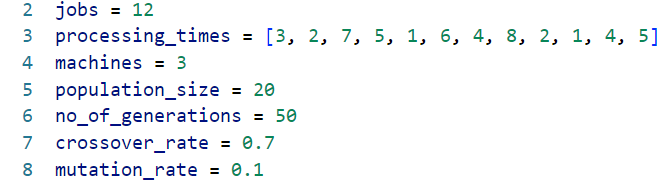 2 jobs = 12
3 processing_times = [3, 2, 7, 5, 1, 6, 4, 8, 2, 1, 4, 5]
4 machines = 3
5 population_size = 20
6 no_of_generations = 50
7 crossover_rate = 0.7
8 mutation_rate = 0.1